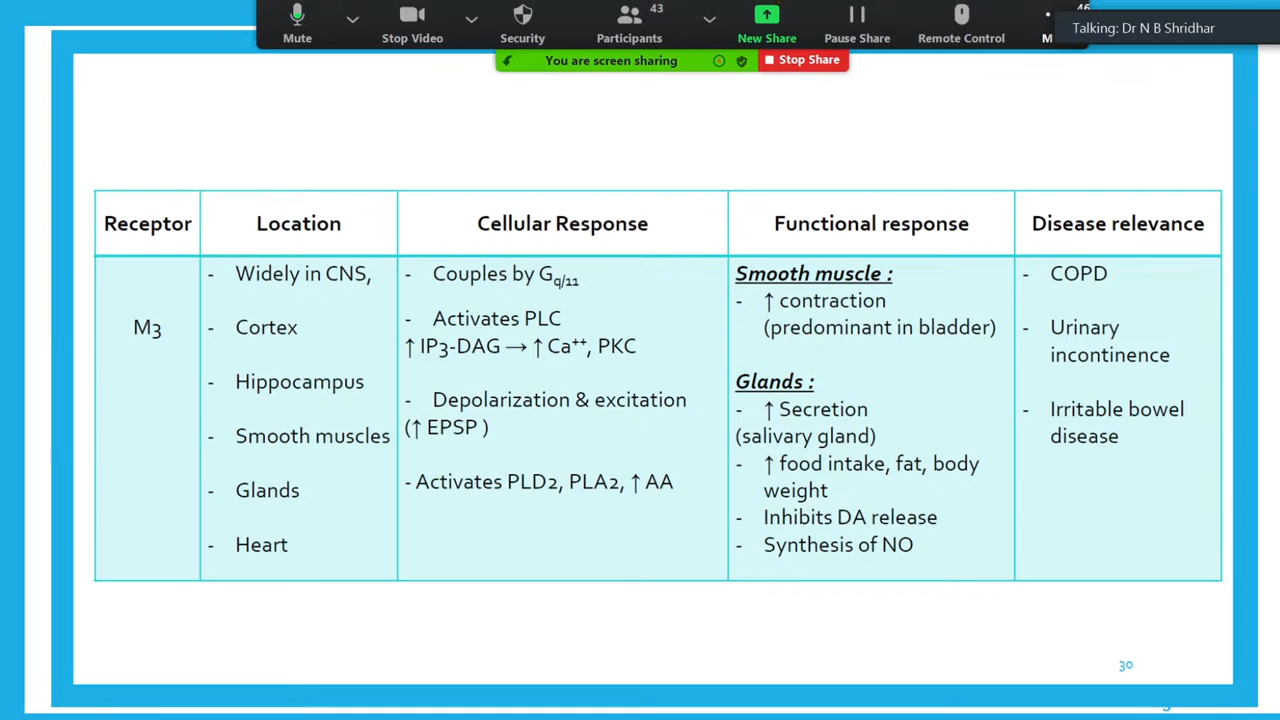 43
46
Talking: Dr N B Shridhar
Mute
Stop Video
Security
Participants
New Share
Pause Share
Remote Control
M
You are screen sharing
Stop Share
Receptor
Location
Cellular Response
Functional response
Disease relevance
M3
- Widely in CNS,
- Cortex
- Hippocampus
- Smooth muscles
- Glands
- Heart
- Couples by Gq/11
- Activates PLC
↑ IP3-DAG → ↑ Ca⁺⁺, PKC
- Depolarization & excitation
(↑ EPSP )
- Activates PLD2, PLA2, ↑ AA
Smooth muscle :
- ↑ contraction
(predominant in bladder)
Glands :
- ↑ Secretion
(salivary gland)
- ↑ food intake, fat, body
weight
- Inhibits DA release
- Synthesis of NO
- COPD
- Urinary
incontinence
- Irritable bowel
disease
30